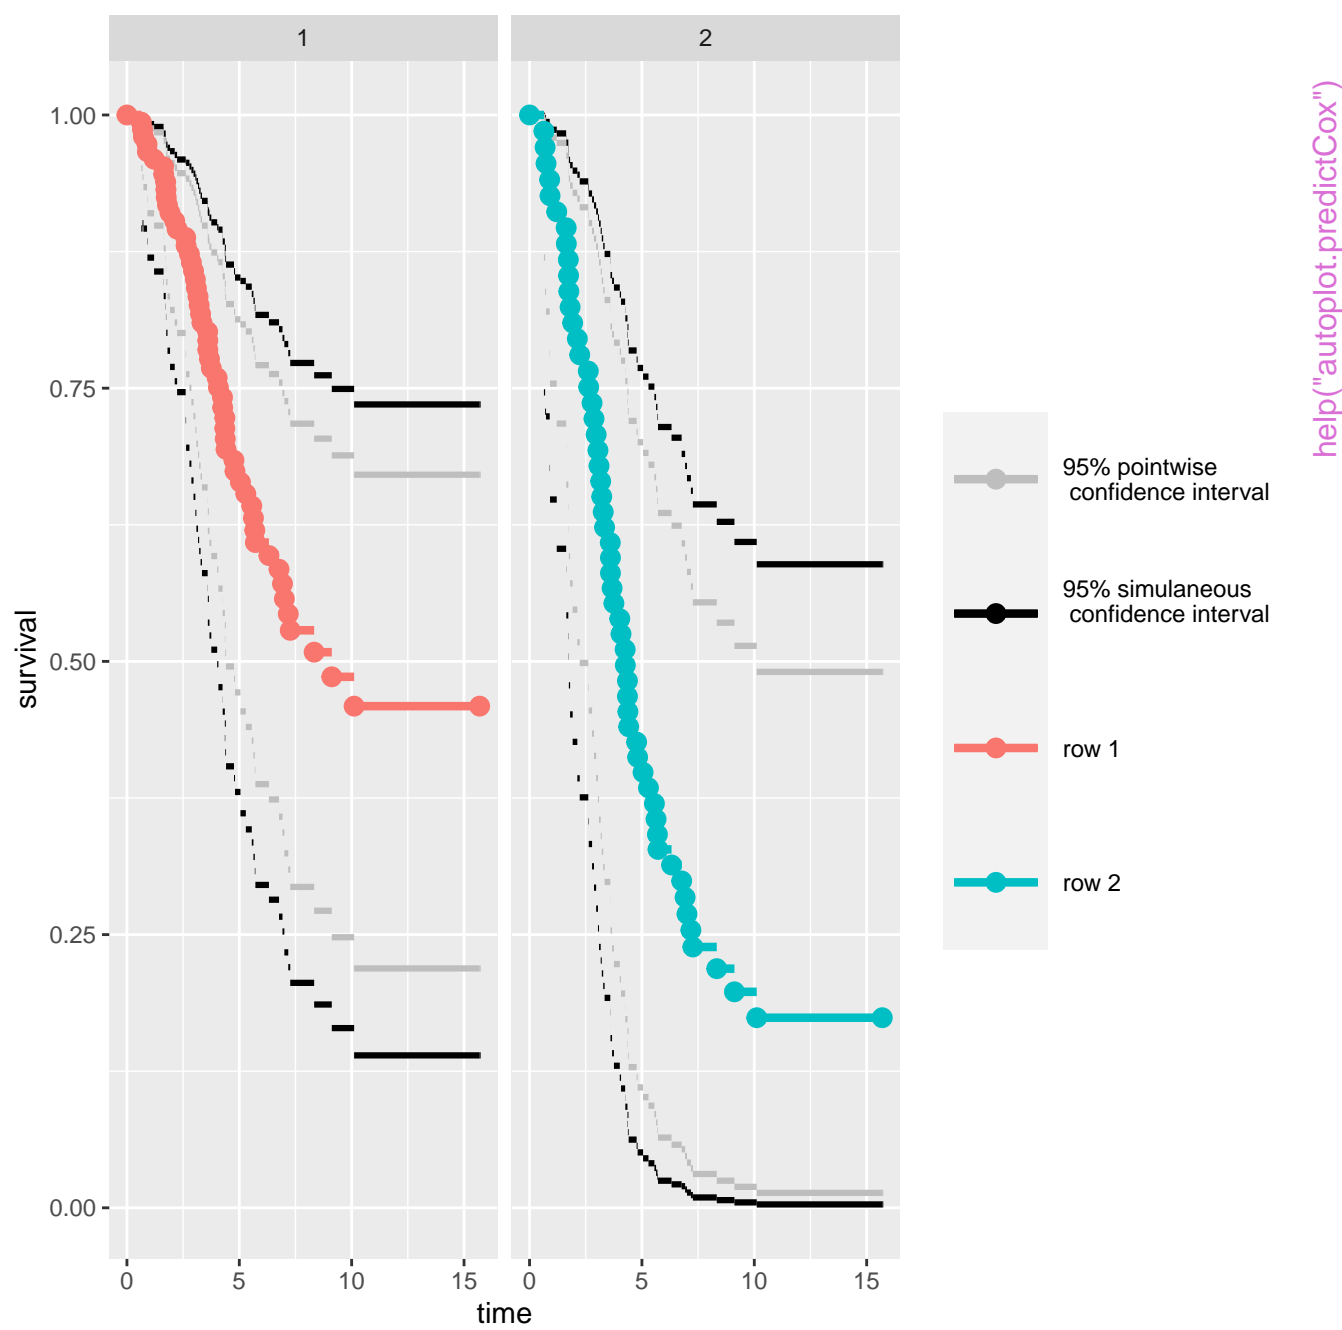 1
2
1.00
0.75
0.50
0.25
0.00
survival
0
5
10
15
0
5
10
15
time
95% pointwise
confidence interval
95% simulaneous
confidence interval
row 1
row 2
help("autoplot.predictCox")